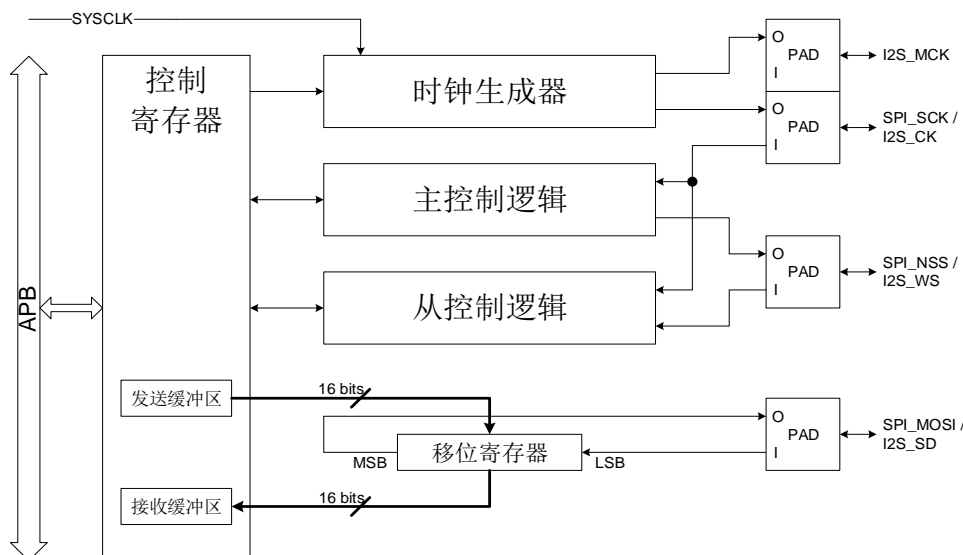 SYSCLK
控制
寄存器
时钟生成器
O
PAD
I
I2S_MCK
O
PAD
I
SPI_SCK /
I2S_CK
主控制逻辑
O
PAD
I
SPI_NSS /
I2S_WS
从控制逻辑
APB
发送缓冲区
16 bits
O
PAD
I
SPI_MOSI /
I2S_SD
MSB
移位寄存器
LSB
接收缓冲区
16 bits